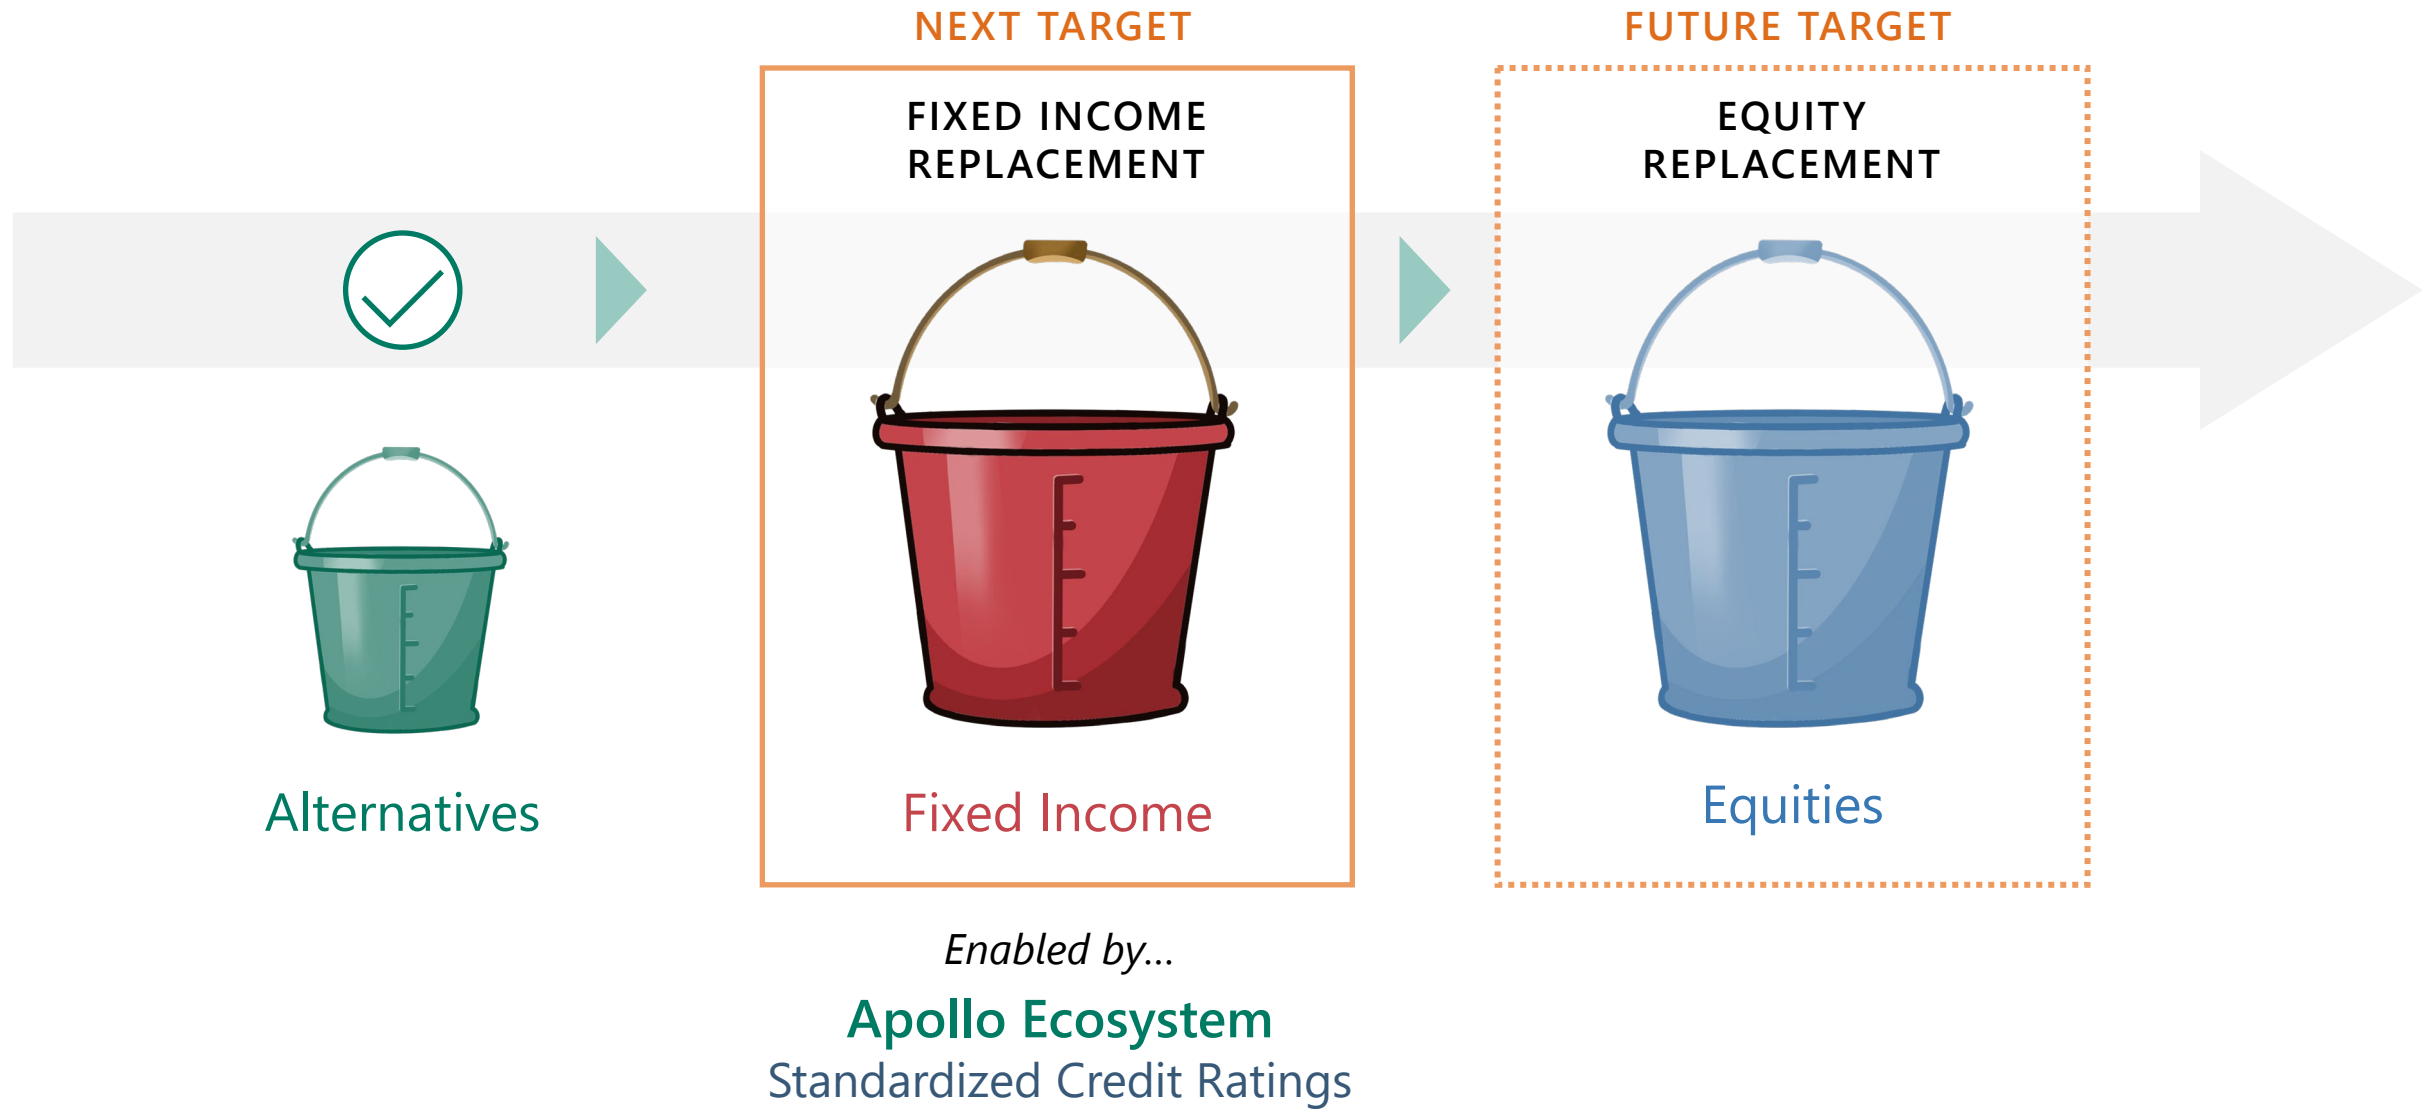 NEXT TARGET
FUTURE TARGET
FIXED INCOME
REPLACEMENT
EQUITY
REPLACEMENT
Alternatives
Fixed Income
Equities
Enabled by...
Apollo Ecosystem
Standardized Credit Ratings